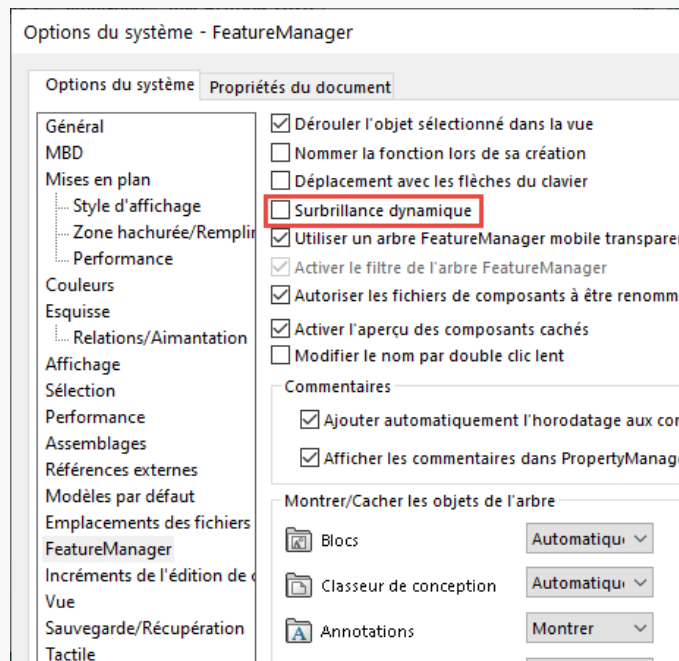 Options du système - FeatureManager
Options du système
Propriétés du document
Général
MBD
Mises en plan
Style d'affichage
Zone hachurée/Remplir
Performance
Couleurs
Esquisse
Relations/Aimantation
Affichage
Sélection
Performance
Assemblages
Références externes
Modèles par défaut
Emplacements des fichiers
FeatureManager
Incréments de l'édition de
Vue
Sauvegarde/Récupération
Tactile
Dérouler l'objet sélectionné dans la vue
Nommer la fonction lors de sa création
Déplacement avec les flèches du clavier
Surbrillance dynamique
Utiliser un arbre FeatureManager mobile transparen
Activer le filtre de l'arbre FeatureManager
Autoriser les fichiers de composants à être renomm
Activer l'aperçu des composants cachés
Modifier le nom par double clic lent
Commentaires
Ajouter automatiquement l'horodatage aux con
Afficher les commentaires dans PropertyManage
Montrer/Cacher les objets de l'arbre
Blocs
Automatiqu
Classeur de conception
Automatiqu
Annotations
Montrer